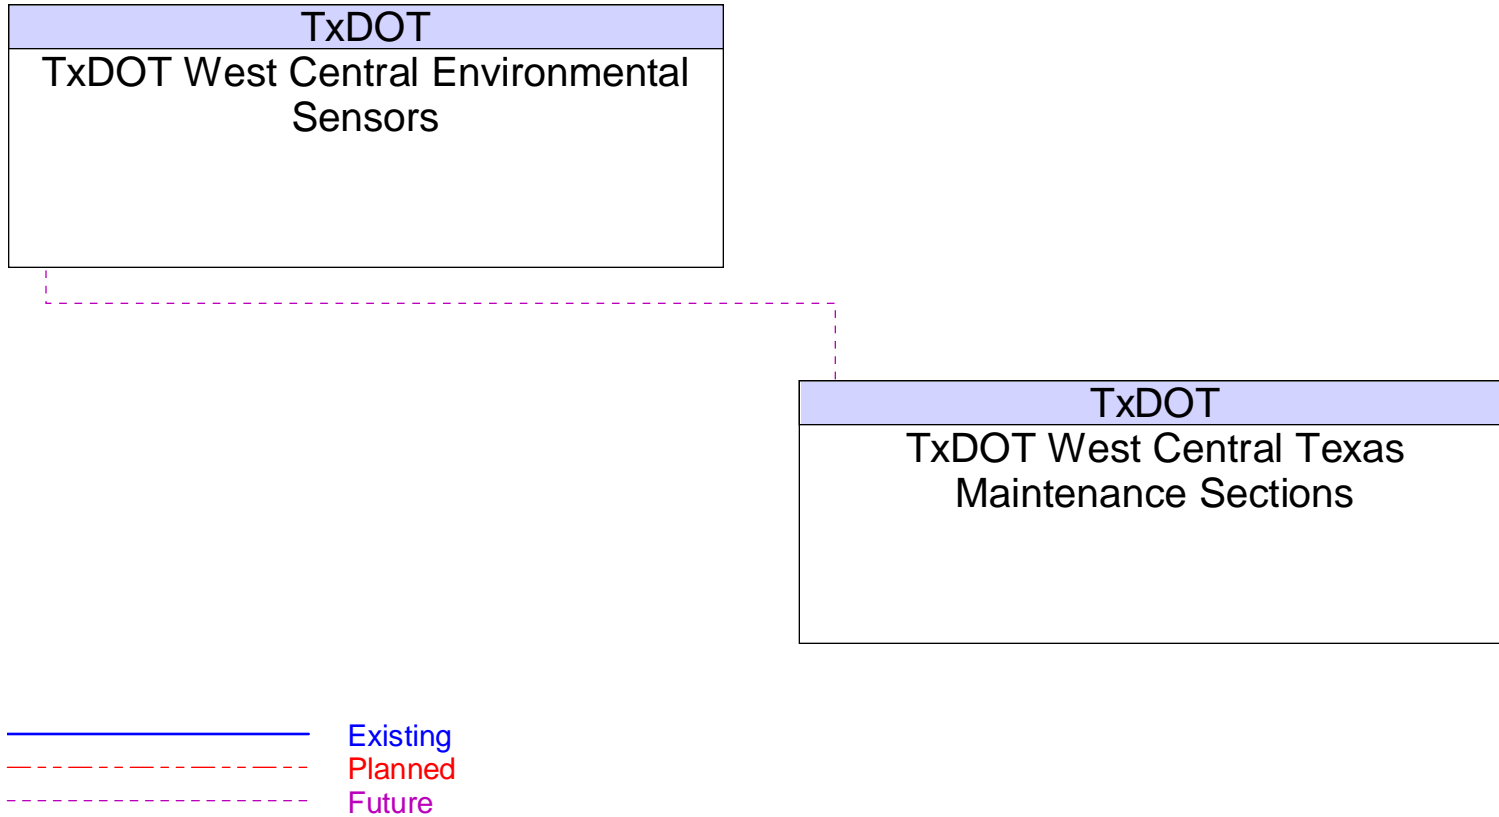 TxDOT
TxDOT West Central Environmental
Sensors
TxDOT
TxDOT West Central Texas
Maintenance Sections
Existing
Planned
Future